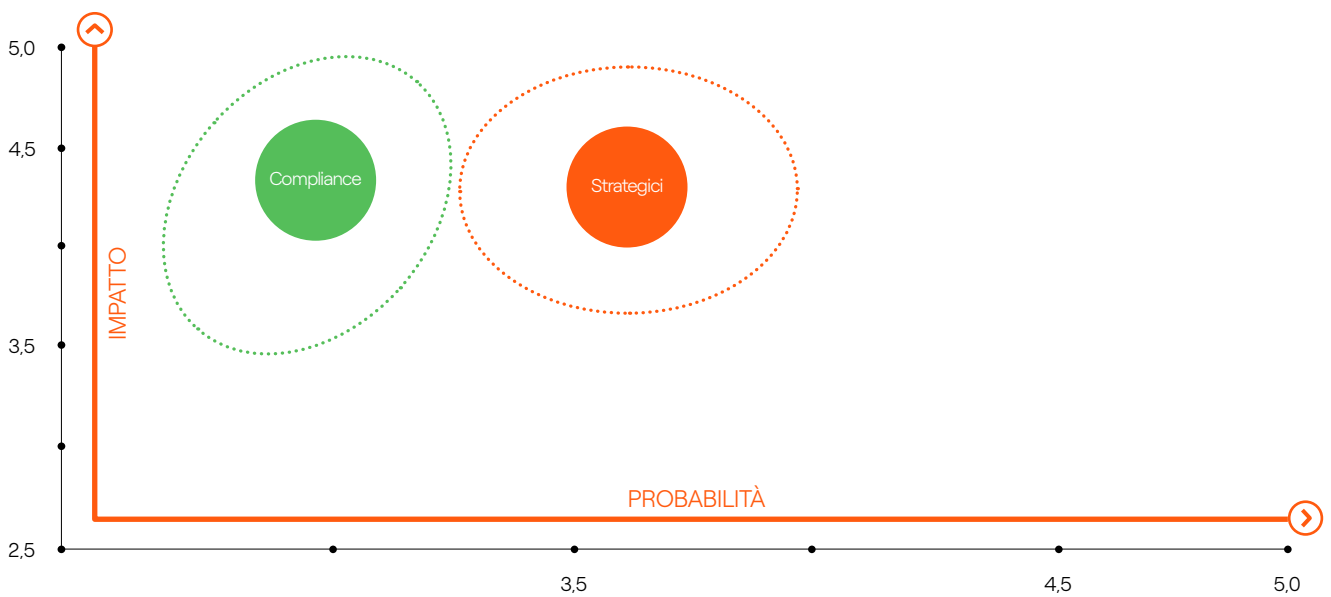 5,0
4,5
Compliance
Strategici
IMPATTO
3,5
PROBABILITÀ
2,5
3,5
4,5
5,0